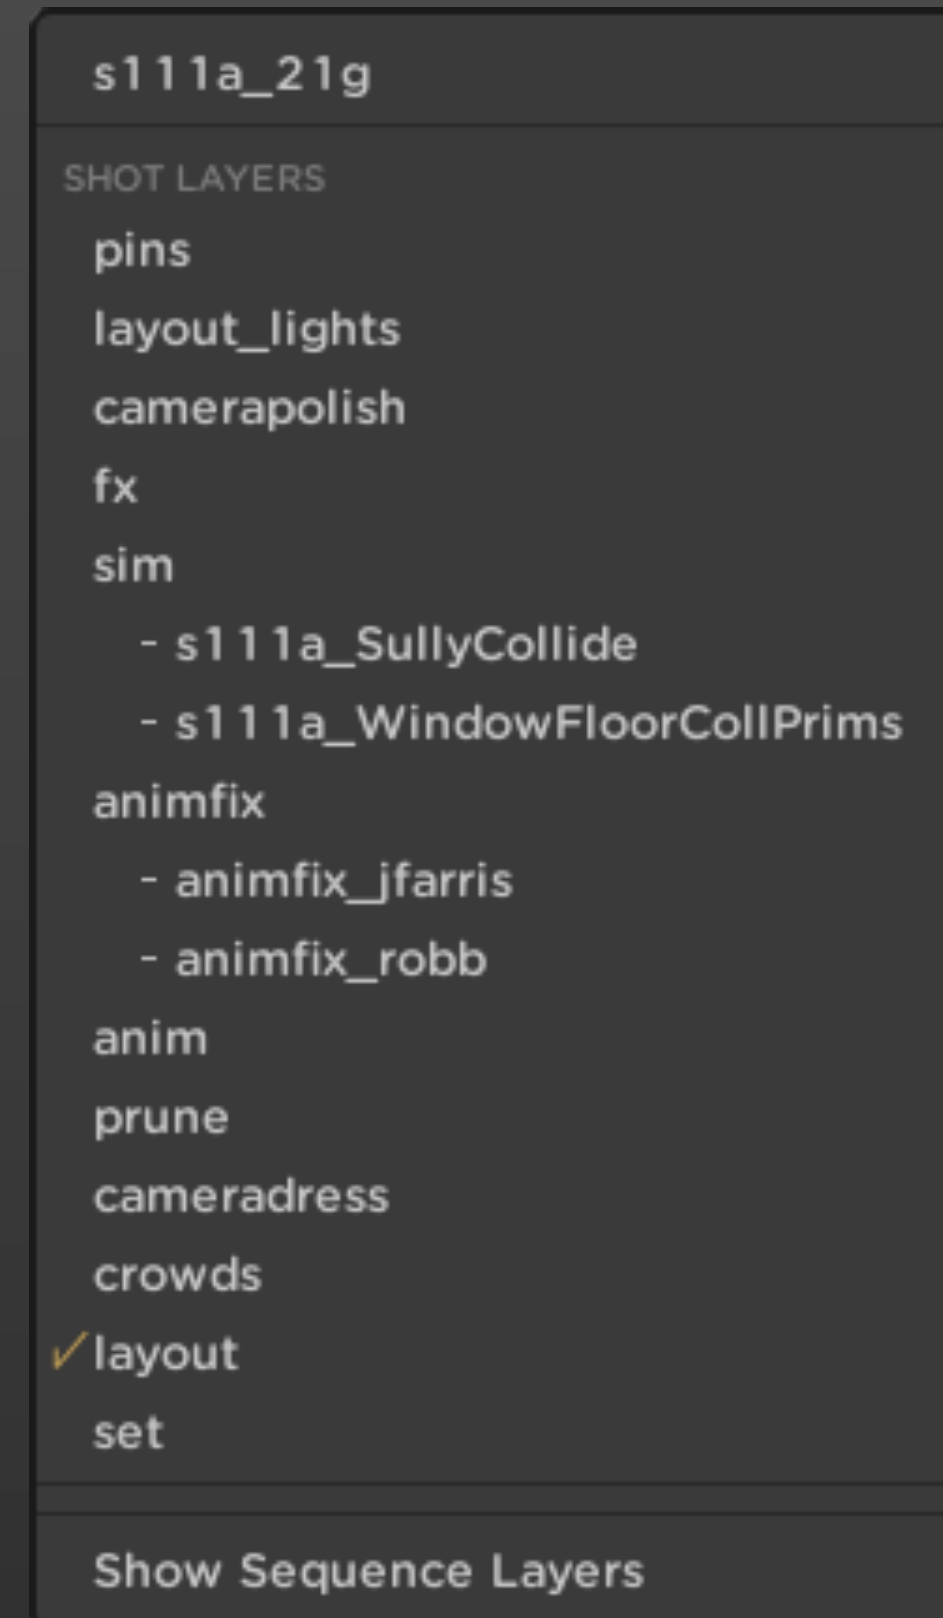 s111a_21g
SHOT LAYERS
pins
layout_lights
camerapolish
fx
sim
- s111a_SullyCollide
- s111a_WindowFloorCollPrims
animfix
- animfix_jfarris
- animfix_robb
anim
prune
cameradress
crowds
✓layout
set
Show Sequence Layers